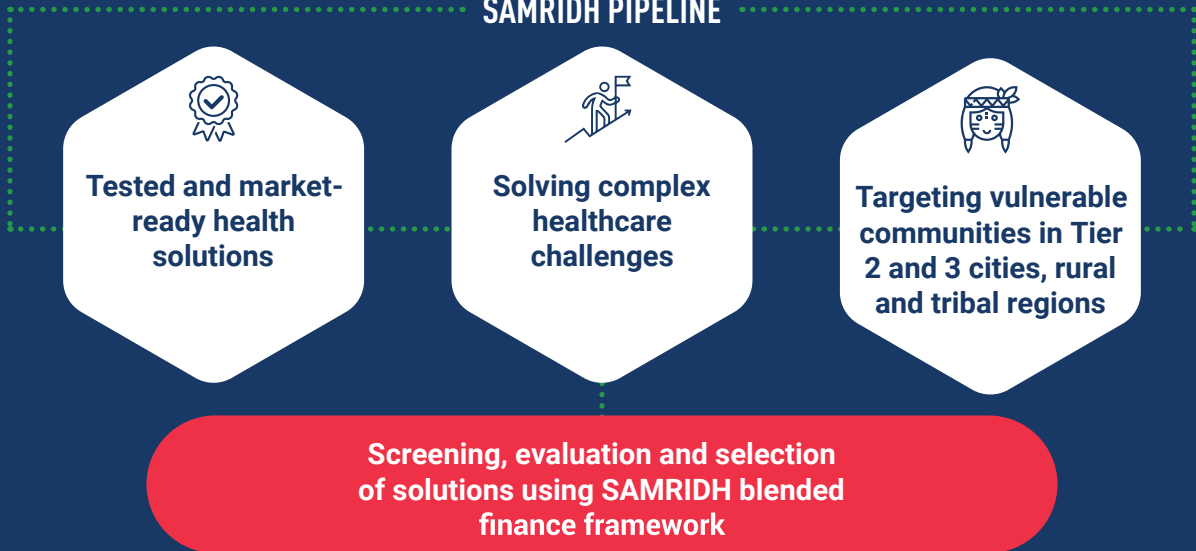 SAMRIDH PIPELINE
Tested and market-
ready health
solutions
Solving complex
healthcare
challenges
Targeting vulnerable
communities in Tier
2 and 3 cities, rural
and tribal regions
Screening, evaluation and selection
of solutions using SAMRIDH blended
finance framework